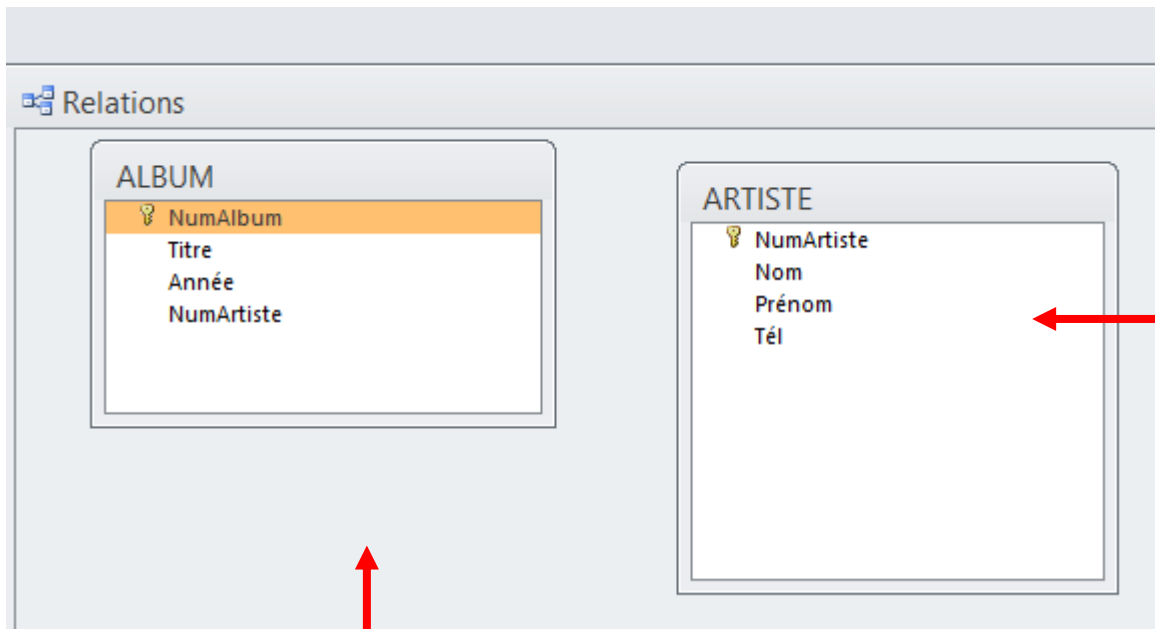 Relations
ALBUM
NumAlbum
Titre
Année
NumArtiste
ARTISTE
NumArtiste
Nom
Prénom
Tél